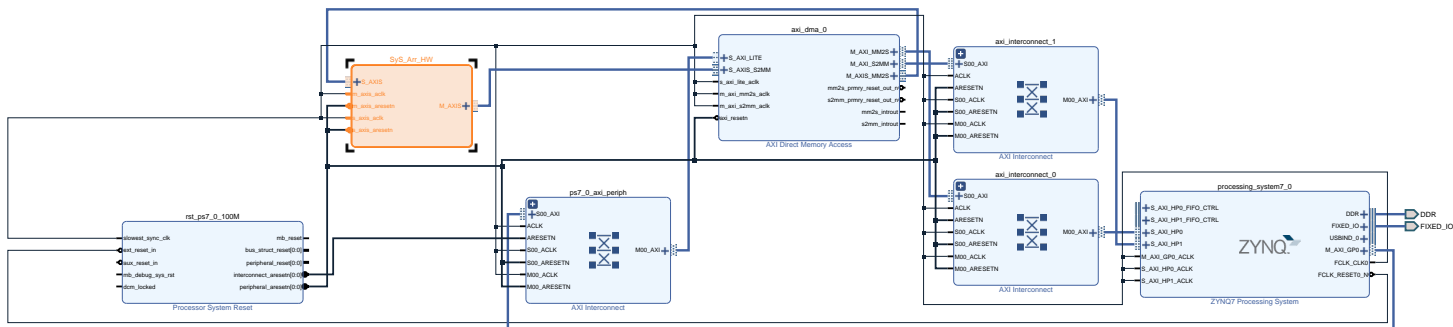 SyS_Arr_HW
S_AXIS
m_axis_aclk
m_axis_aresetn
s_axis_aclk
s_axis_aresetn
M_AXIS
axi_dma_0
S_AXI_LITE
S_AXIS_S2MM
s_axi_lite_aclk
m_axi_mm2s_aclk
m_axi_s2mm_aclk
axi_resetn
M_AXI_MM2S
M_AXI_S2MM
M_AXIS_MM2S
mm2s_prmry_reset_out_n
s2mm_prmry_reset_out_n
mm2s_introut
s2mm_introut
AXI Direct Memory Access
axi_interconnect_1
S00_AXI
ACLK
ARESETN
S00_ACLK
S00_ARESETN
M00_ACLK
M00_ARESETN
M00_AXI
AXI Interconnect
rst_ps7_0_100M
slowest_sync_clk
ext_reset_in
aux_reset_in
mb_debug_sys_rst
dcm_locked
mb_reset
bus_struct_reset[0:0]
peripheral_reset[0:0]
interconnect_aresetn[0:0]
peripheral_aresetn[0:0]
Processor System Reset
ps7_0_axi_periph
S00_AXI
ACLK
ARESETN
S00_ACLK
S00_ARESETN
M00_ACLK
M00_ARESETN
M00_AXI
AXI Interconnect
axi_interconnect_0
S00_AXI
ACLK
ARESETN
S00_ACLK
S00_ARESETN
M00_ACLK
M00_ARESETN
M00_AXI
AXI Interconnect
processing_system7_0
S_AXI_HP0_FIFO_CTRL
S_AXI_HP1_FIFO_CTRL
S_AXI_HP0
S_AXI_HP1
M_AXI_GP0_ACLK
S_AXI_HP0_ACLK
S_AXI_HP1_ACLK
ZYNQ
DDR
FIXED_IO
USBIND_0
M_AXI_GP0
FCLK_CLK0
FCLK_RESET0_N
ZYNQ7 Processing System
DDR
FIXED_IO